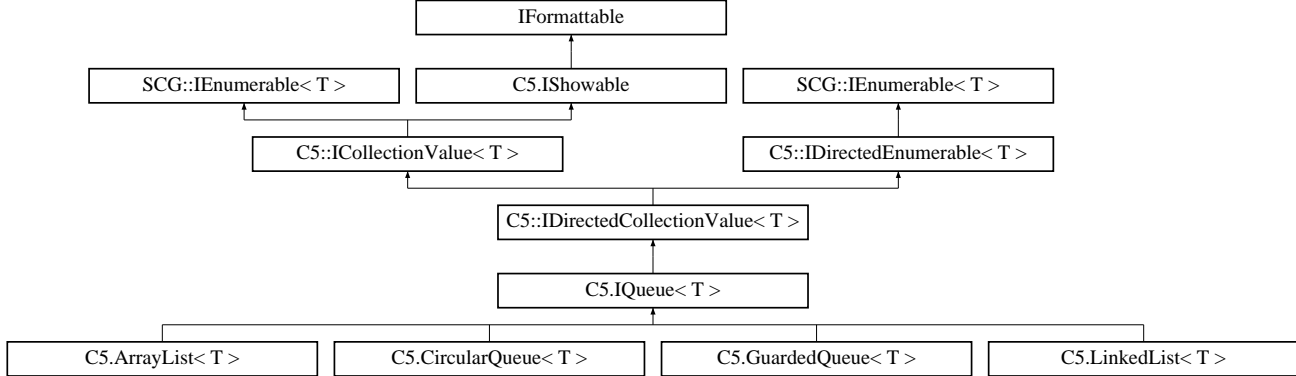 IFormattable
SCG::IEnumerable< T >
C5.IShowable
SCG::IEnumerable< T >
C5::ICollectionValue< T >
C5::IDirectedEnumerable< T >
C5::IDirectedCollectionValue< T >
C5.IQueue< T >
C5.ArrayList< T >
C5.CircularQueue< T >
C5.GuardedQueue< T >
C5.LinkedList< T >